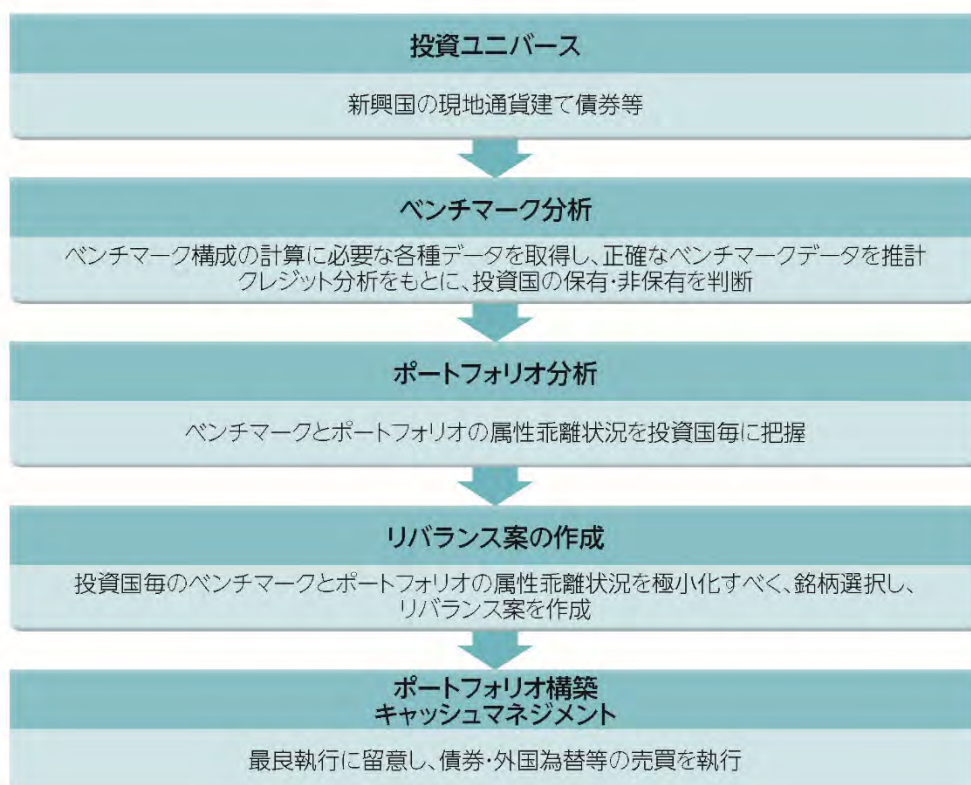 投資ユニバース
新興国の現地通貨建て債券等
ベンチマーク分析
ベンチマーク構成の計算に必要な各種データを取得し、正確なベンチマークデータを推計
クレジット分析をもとに、投資国の保有・非保有を判断
ポートフォリオ分析
ベンチマークとポートフォリオの属性乖離状況を投資国毎に把握
リバランス案の作成
投資国毎のベンチマークとポートフォリオの属性乖離状況を極小化すべく、銘柄選択し、
リバランス案を作成
ポートフォリオ構築
キャッシュマネジメント
最良執行に留意し、債券・外国為替等の売買を執行